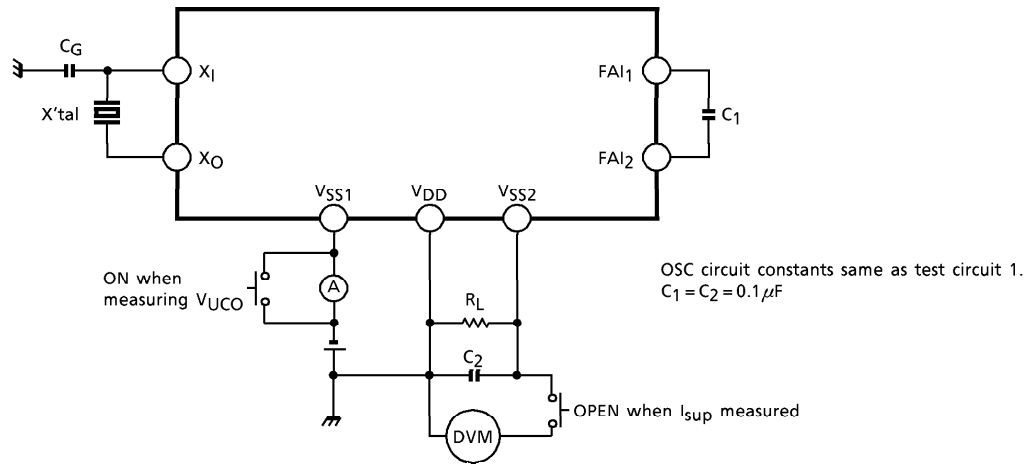 CG
X'tal
XI
XO
FAI1
FAI2
C1
VSS1
VDD
VSS2
ON when
measuring VUCO
A
RL
C2
OSC circuit constants same as test circuit 1.
C1=C2=0.1μF
OPEN when Isup measured
DVM